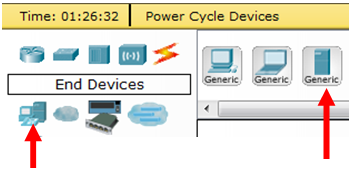 Time: 01:26:32 Power Cycle Devices
End Devices
Generic Generic Generic